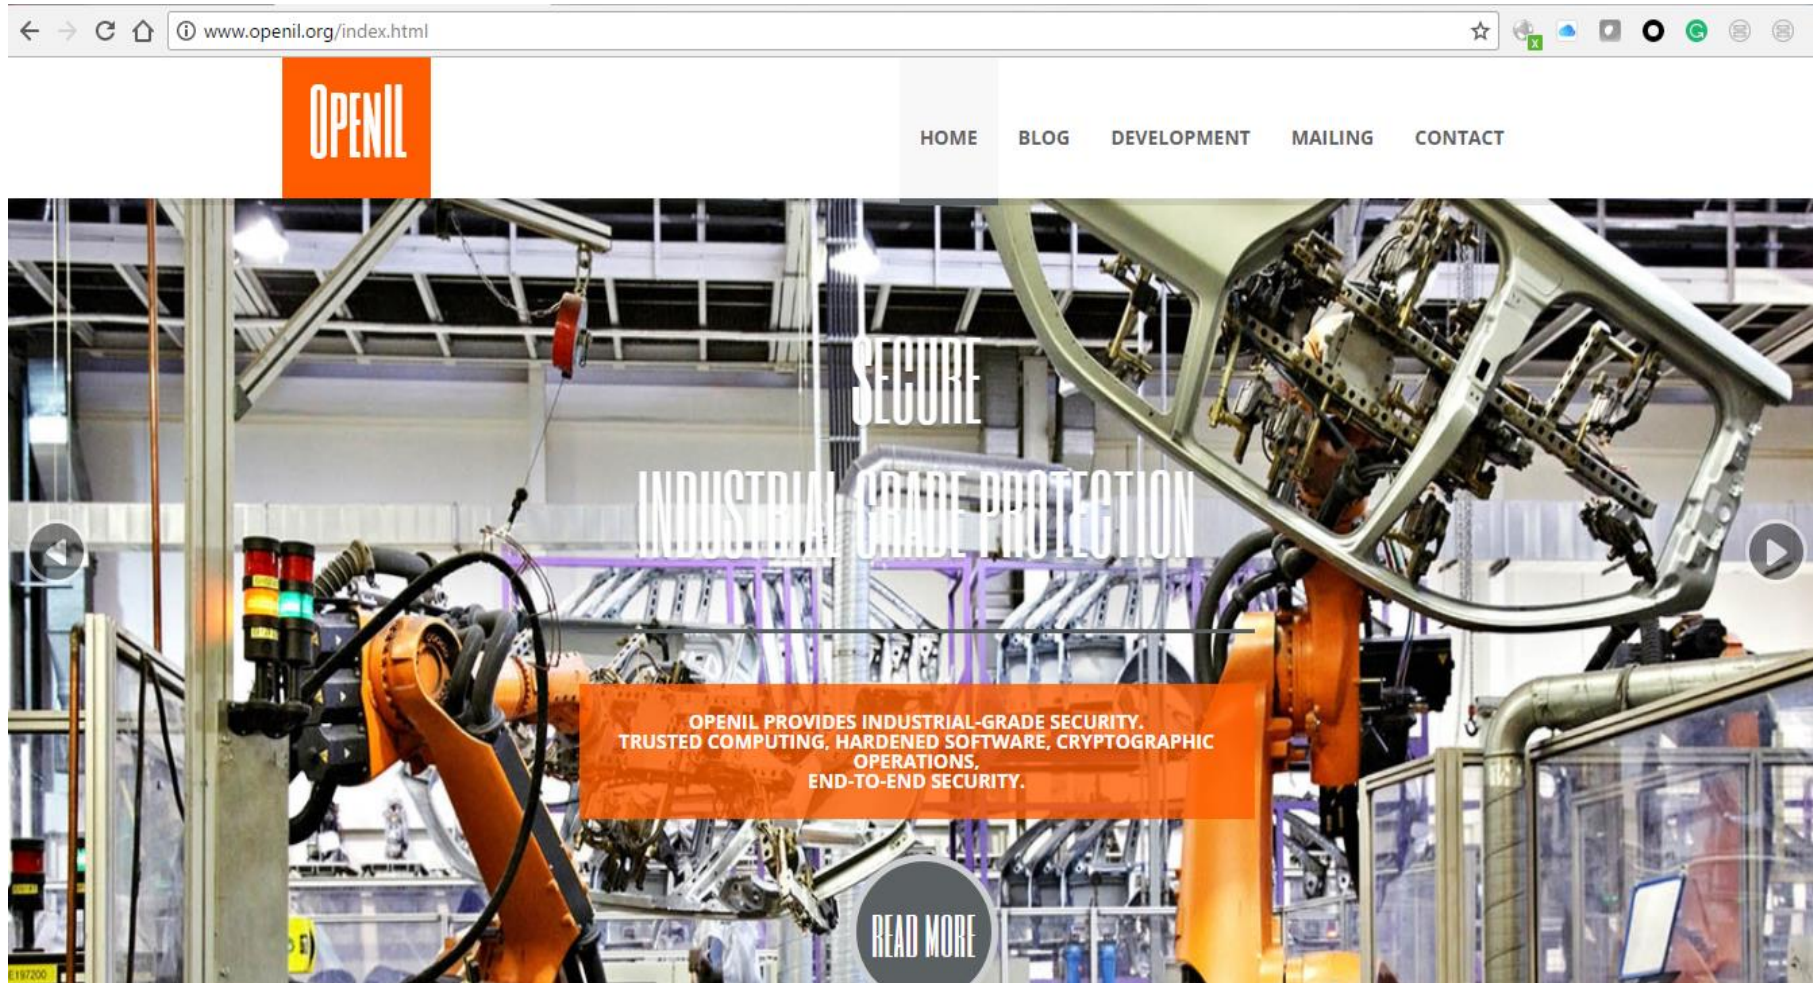 www.openil.org/index.html
OPENIL
HOME BLOG DEVELOPMENT MAILING CONTACT
SECURE
INDUSTRIAL GRADE PROTECTION
OPENIL PROVIDES INDUSTRIAL-GRADE SECURITY.
TRUSTED COMPUTING, HARDENED SOFTWARE, CRYPTOGRAPHIC
OPERATIONS,
END-TO-END SECURITY.
READ MORE
E197200